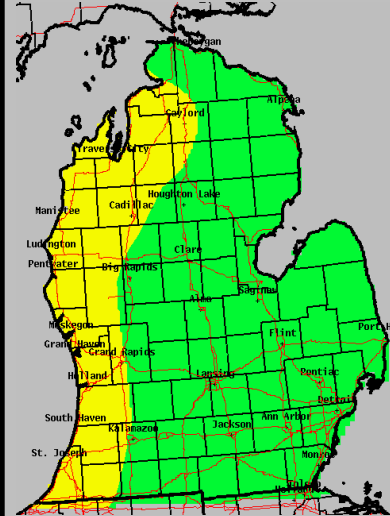 Alpena
Gaylord
Traverse City
Houghton Lake
Cadillac
Manistee
Ludington
Clare
Pentwater
Big Rapids
Saginaw
Alma
Muskegon
Flint
Port H
Grand Haven
Grand Rapids
Holland
Lansing
Pontiac
Detroit
South Haven
Ann Arbor
Kalamazoo
Jackson
St. Joseph
Monroe
Toledo